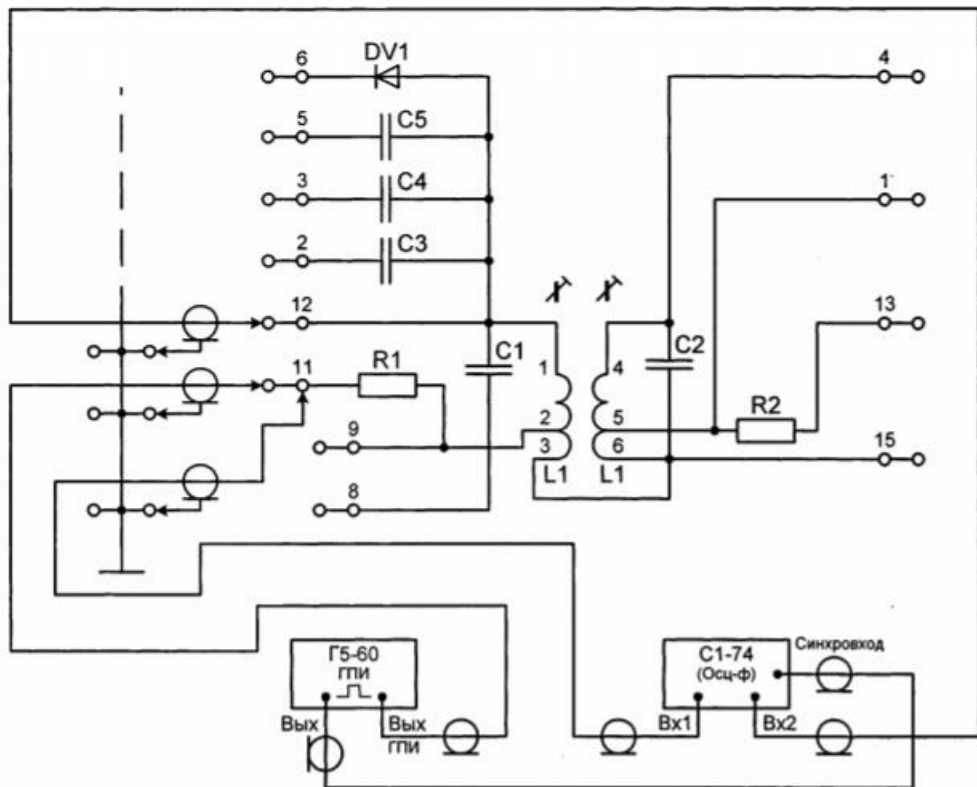 6 DV1 4
5 C5
3 C4 1
2 C3
12 13
C1 C2
11 R1 1 4
R2
2 5
9 3 6 15
L1 L1
8
Г5-60 С1-74 Синхровход
ГПИ (Осц-ф)
Вых Вых Вх1 Вх2
ГПИ